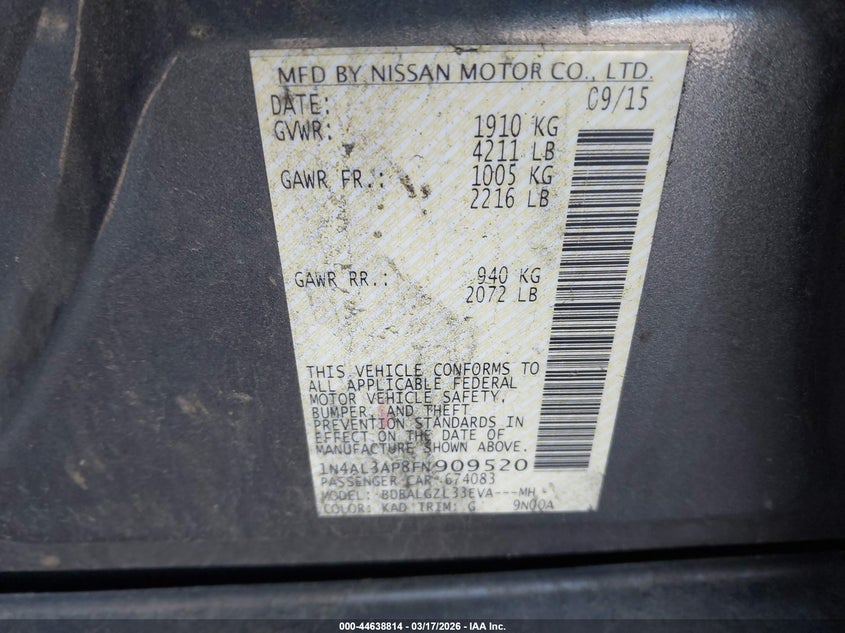 MFD BY NISSAN MOTOR CO., LTD.
DATE: 09/15
GVWR: 1910 KG
4211 LB
GAWR FR.: 1005 KG
2216 LB
GAWR RR.: 940 KG
2072 LB
THIS VEHICLE CONFORMS TO
ALL APPLICABLE FEDERAL
MOTOR VEHICLE SAFETY,
BUMPER, AND THEFT
PREVENTION STANDARDS IN
EFFECT ON THE DATE OF
MANUFACTURE SHOWN ABOVE.
1N4AL3AP8FN909520
PASSENGER CAR 674083
MODEL: BDBALGZL33EVA---MH
COLOR: KAD TRIM: G 9N00A
000-44638814 — 03/17/2026 — IAA Inc.